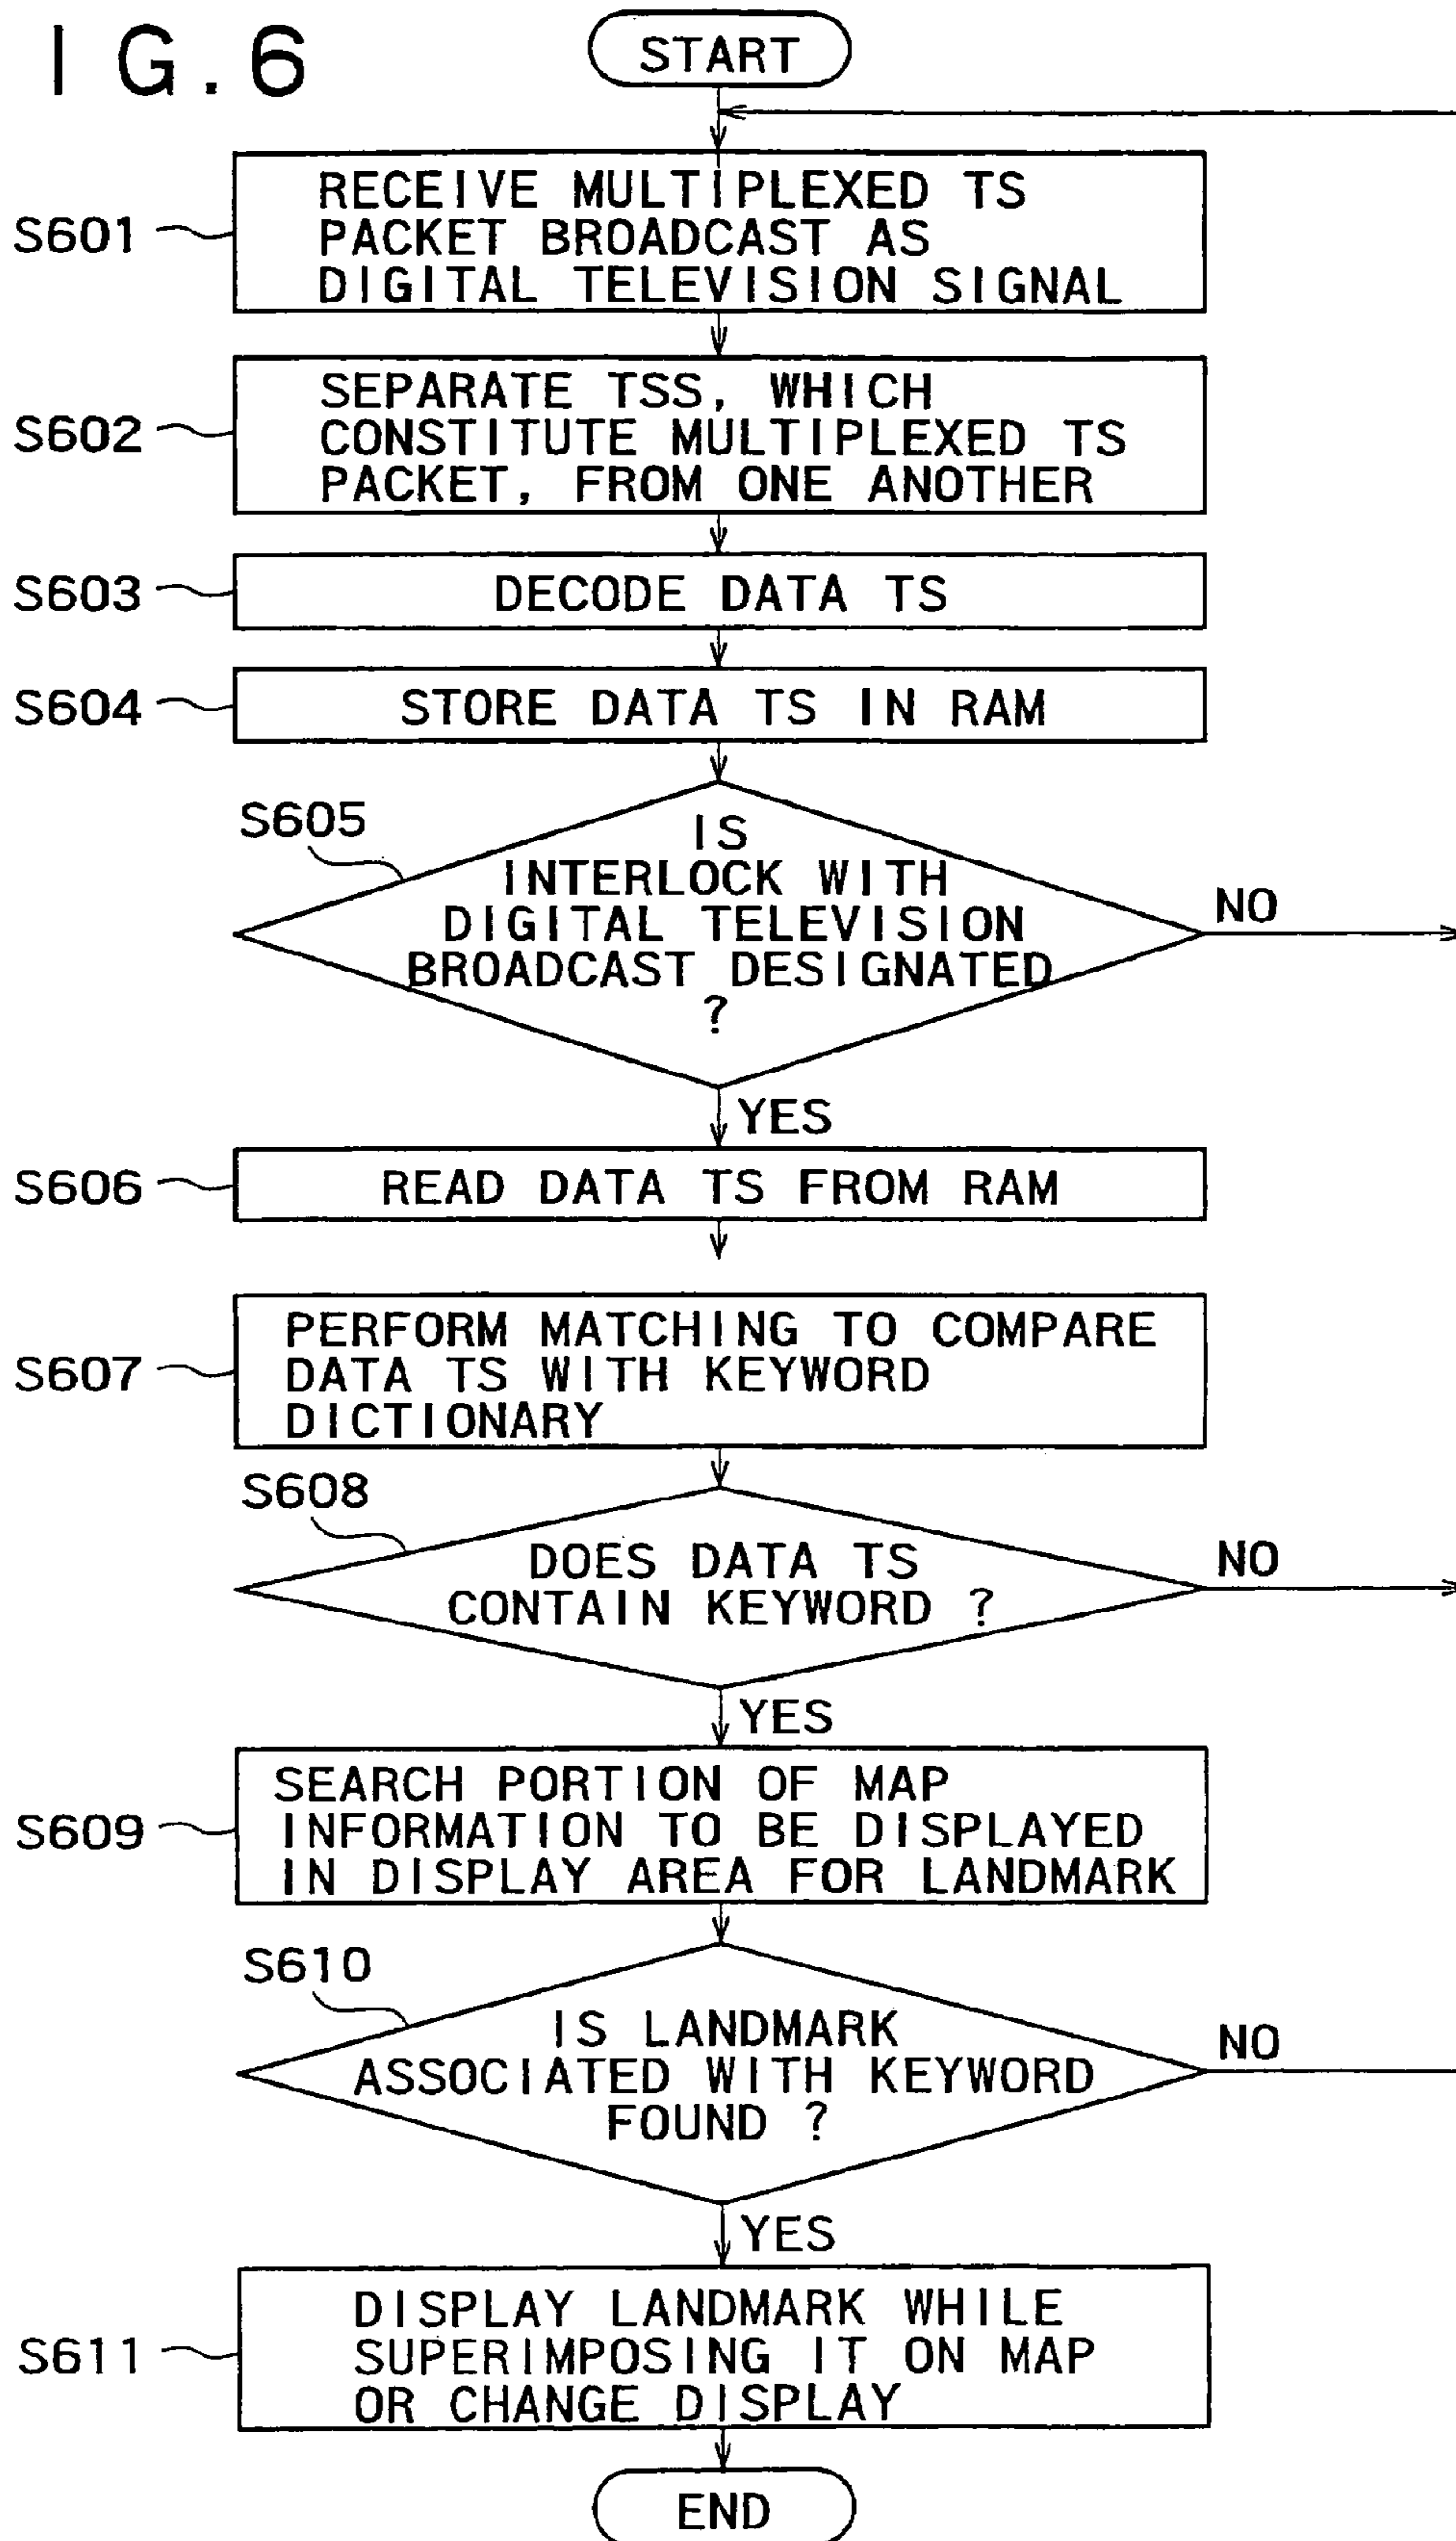 IG.6
START
S601
RECEIVE MULTIPLEXED TS
PACKET BROADCAST AS
DIGITAL TELEVISION SIGNAL
S602
SEPARATE TSS, WHICH
CONSTITUTE MULTIPLEXED TS
PACKET, FROM ONE ANOTHER
S603
DECODE DATA TS
S604
STORE DATA TS IN RAM
S605
IS
INTERLOCK WITH
DIGITAL TELEVISION
BROADCAST DESIGNATED
?
NO
YES
S606
READ DATA TS FROM RAM
S607
PERFORM MATCHING TO COMPARE
DATA TS WITH KEYWORD
DICTIONARY
S608
DOES DATA TS
CONTAIN KEYWORD ?
NO
YES
S609
SEARCH PORTION OF MAP
INFORMATION TO BE DISPLAYED
IN DISPLAY AREA FOR LANDMARK
S610
IS LANDMARK
ASSOCIATED WITH KEYWORD
FOUND ?
NO
YES
S611
DISPLAY LANDMARK WHILE
SUPERIMPOSING IT ON MAP
OR CHANGE DISPLAY
END